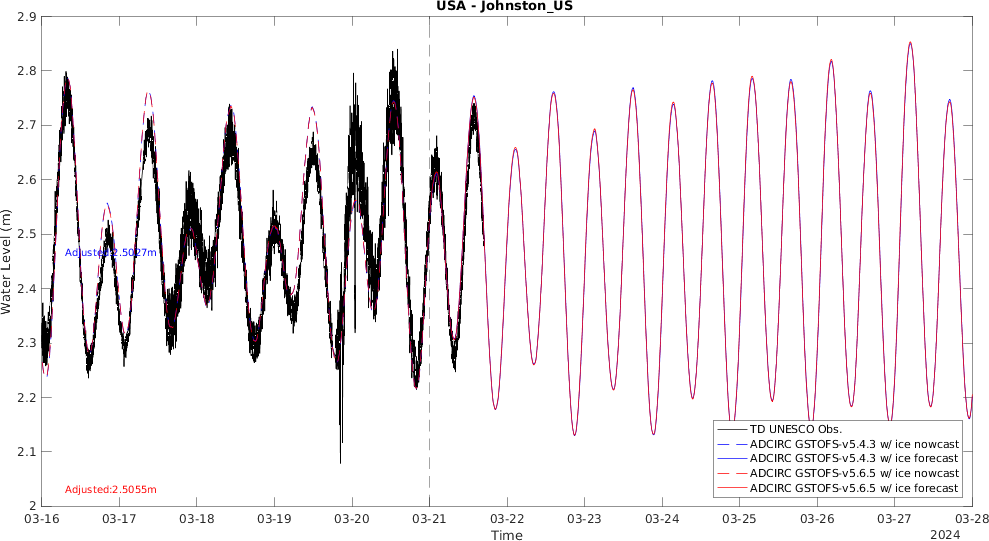 USA - Johnston_US
2.9
2.8
2.7
2.6
2.5
2.4
2.3
2.2
2.1
2
Water Level (m)
Adjusted:2.5027m
Adjusted:2.5055m
TD UNESCO Obs.
ADCIRC GSTOFS-v5.4.3 w/ ice nowcast
ADCIRC GSTOFS-v5.4.3 w/ ice forecast
ADCIRC GSTOFS-v5.6.5 w/ ice nowcast
ADCIRC GSTOFS-v5.6.5 w/ ice forecast
03-16 03-17 03-18 03-19 03-20 03-21 03-22 03-23 03-24 03-25 03-26 03-27 03-28
Time
2024